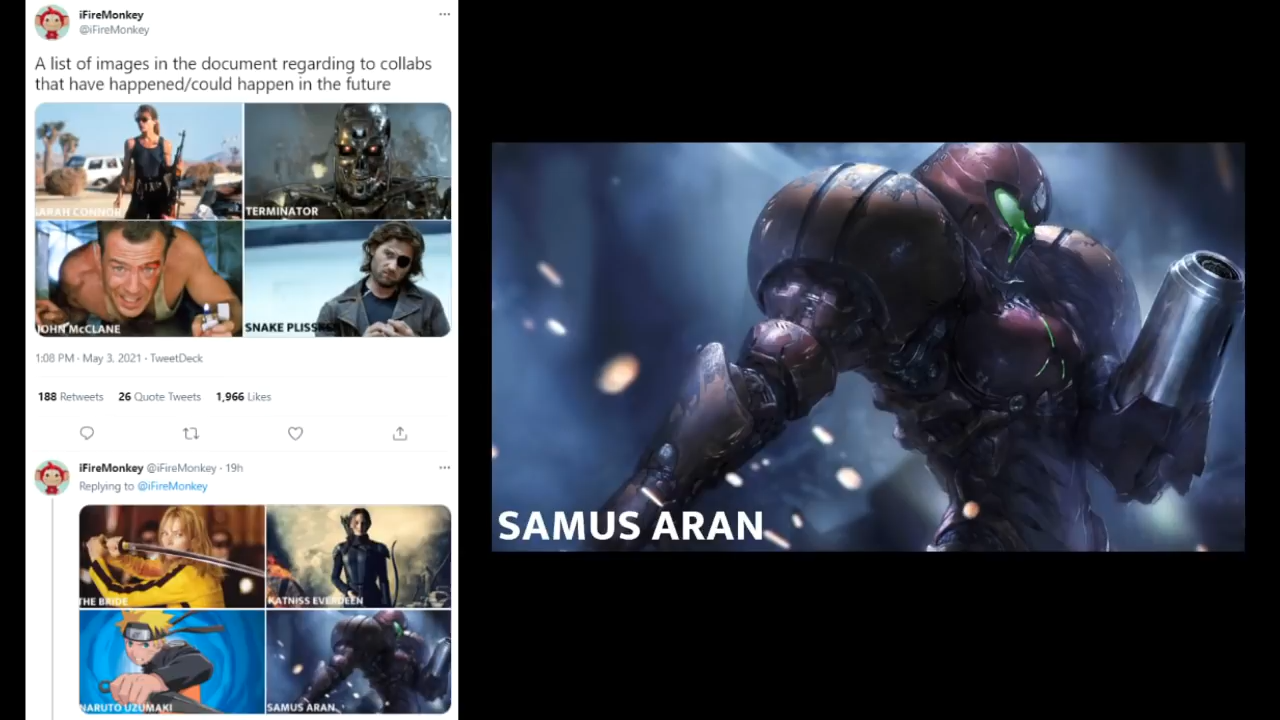 iFireMonkey
@iFireMonkey
A list of images in the document regarding to collabs
that have happened/could happen in the future
SARAH CONNOR
TERMINATOR
JOHN McCLANE
SNAKE PLISSKEN
1:08 PM · May 3, 2021 · TweetDeck
188 Retweets 26 Quote Tweets 1,966 Likes
iFireMonkey @iFireMonkey · 19h
Replying to @iFireMonkey
THE BRIDE
KATNISS EVERDEEN
NARUTO UZUMAKI
SAMUS ARAN
SAMUS ARAN